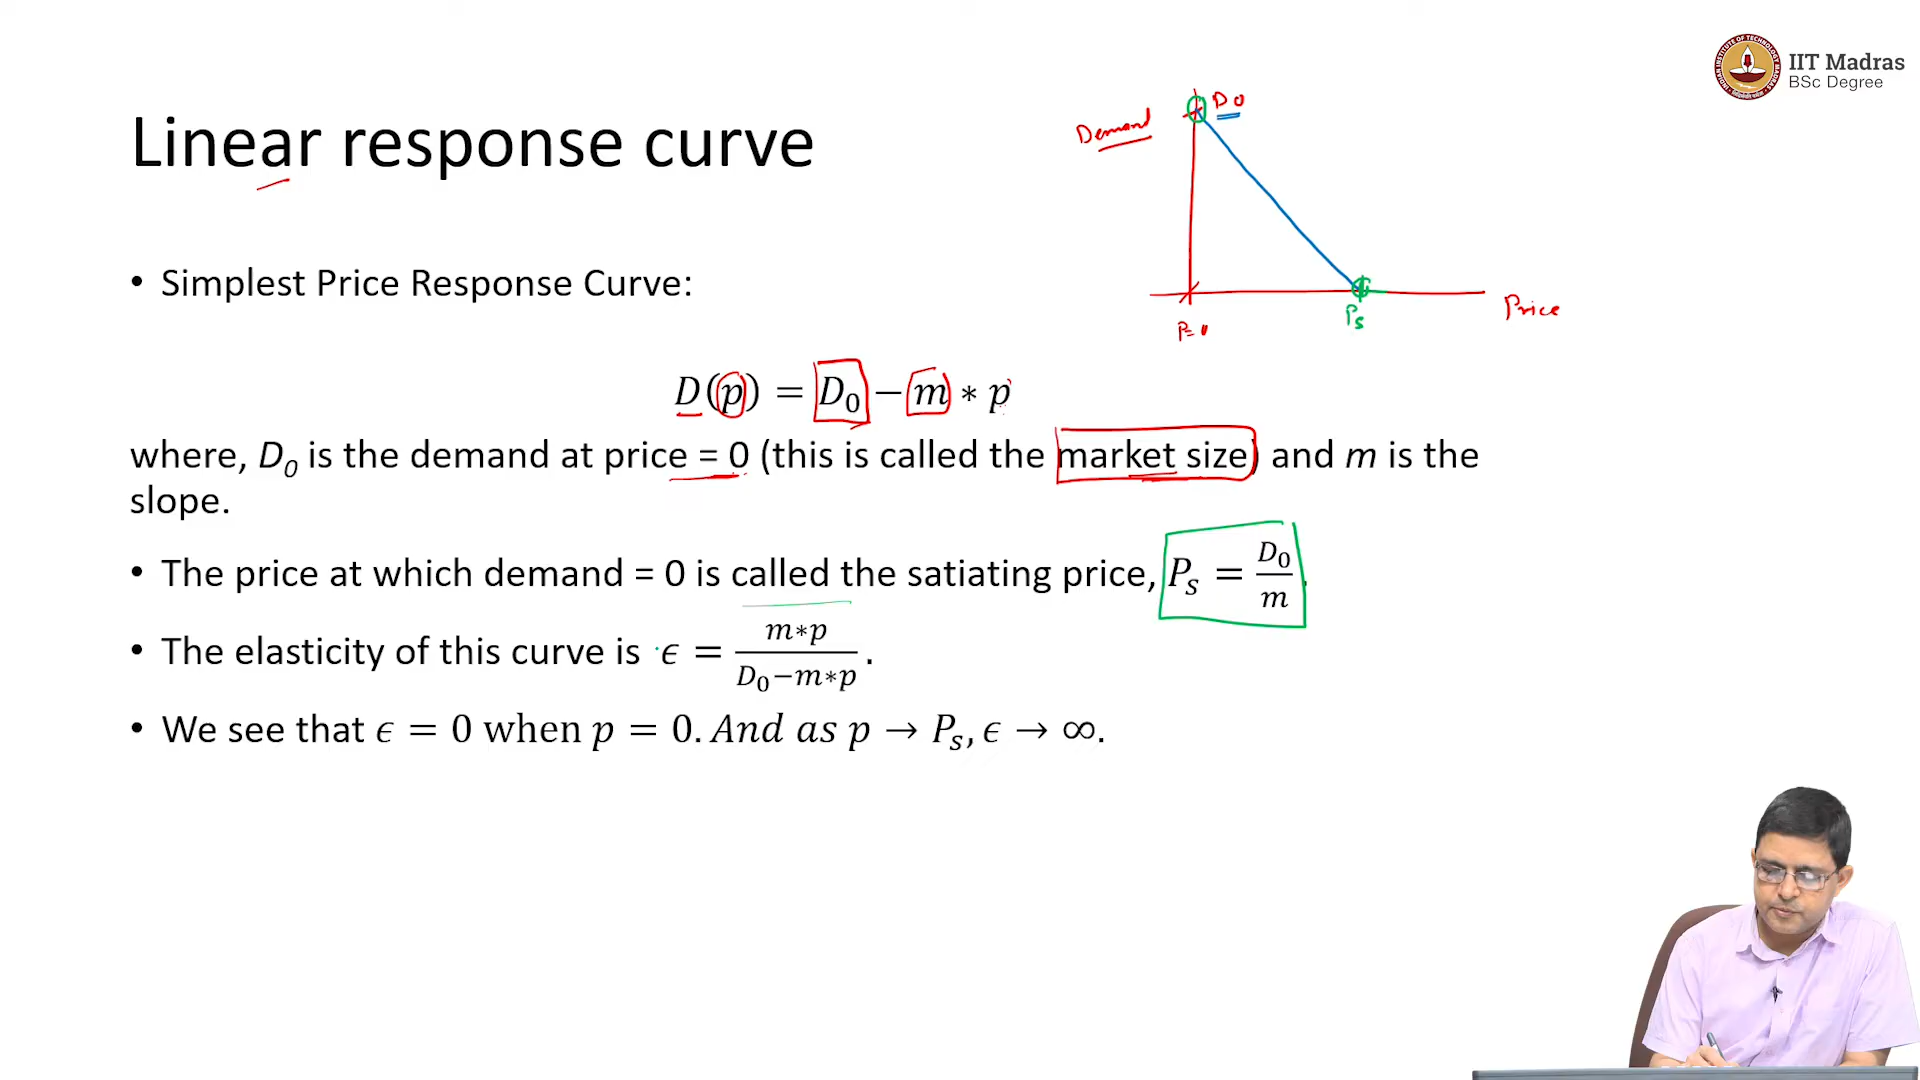 IIT Madras
BSc Degree
Linear response curve
Demand
D0
Price
P=0
Ps
• Simplest Price Response Curve:
D(p) = D₀ − m ∗ p
where, D₀ is the demand at price = 0 (this is called the market size) and m is the
slope.
• The price at which demand = 0 is called the satiating price, Pₛ = D₀/m.
• The elasticity of this curve is ϵ = m∗p/D₀−m∗p.
• We see that ϵ = 0 when p = 0. And as p → Pₛ, ϵ → ∞.